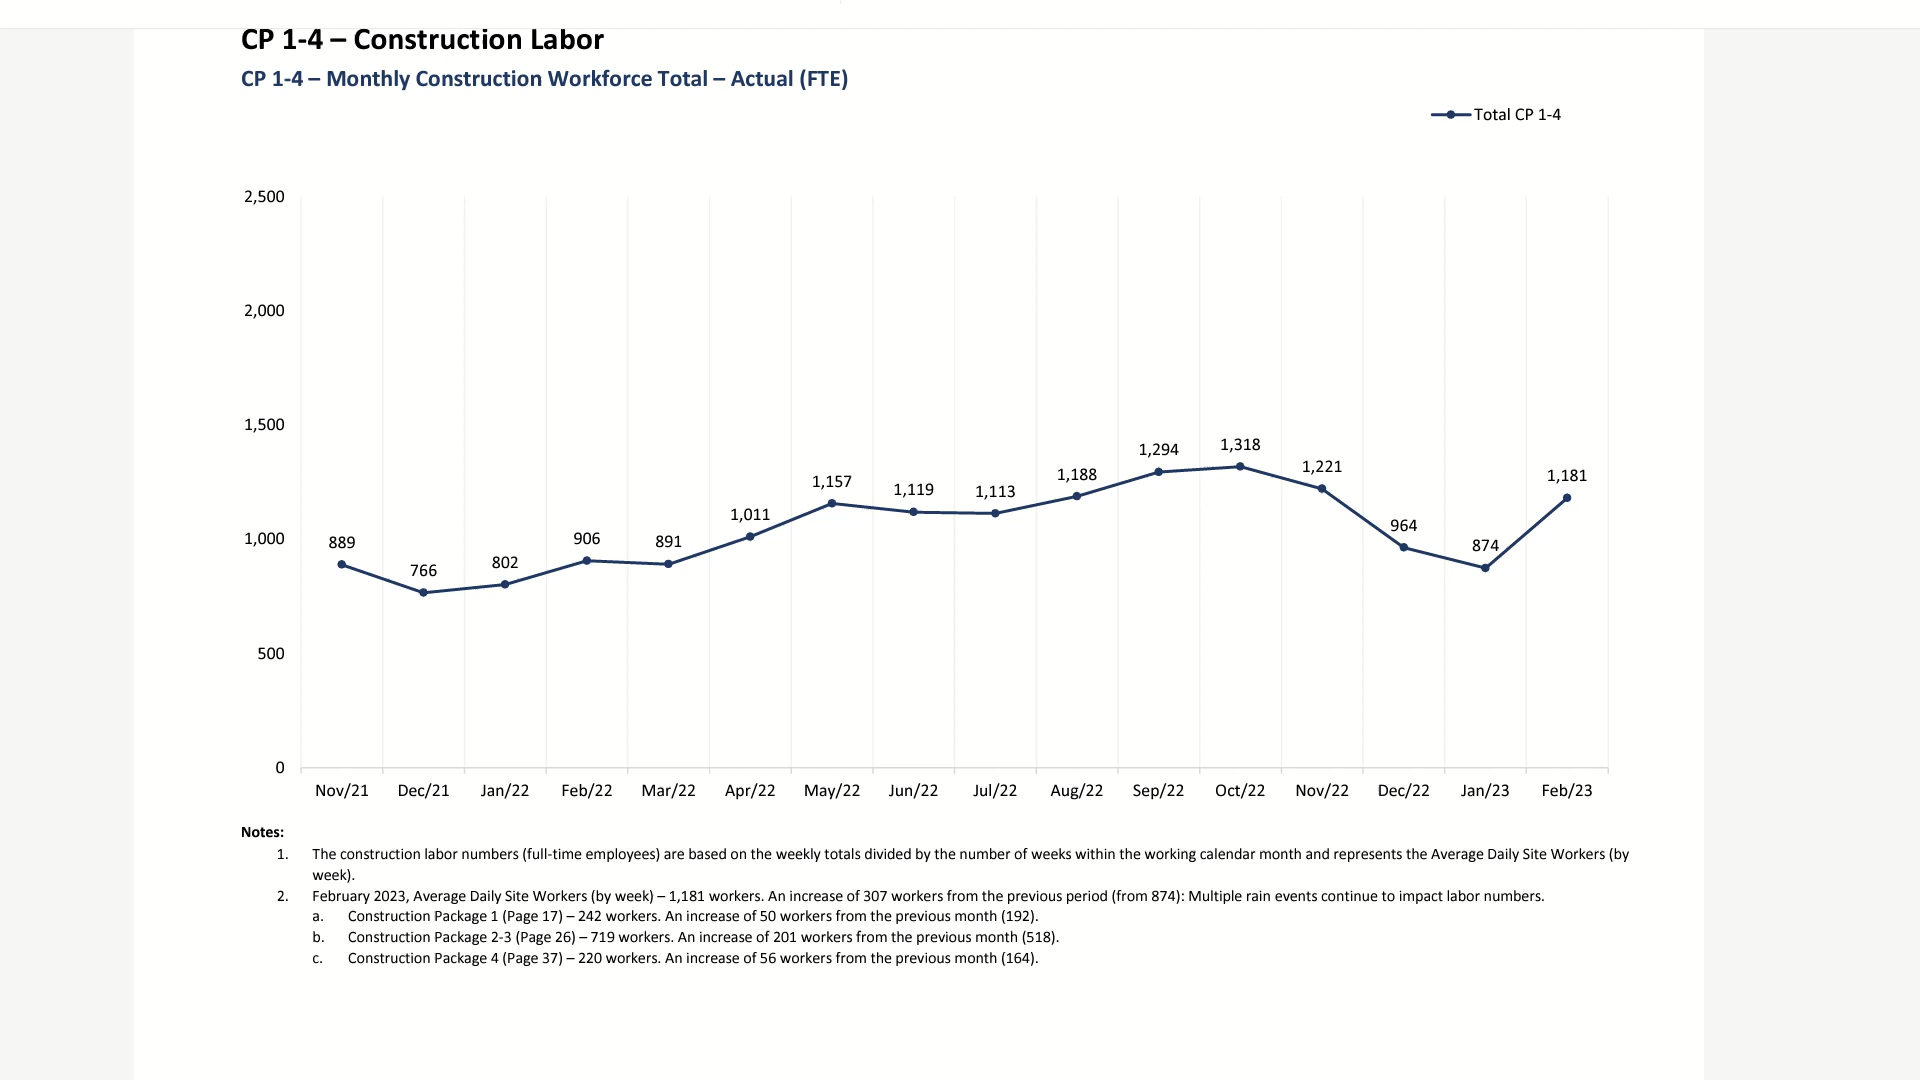 CP 1-4 – Construction Labor
CP 1-4 – Monthly Construction Workforce Total – Actual (FTE)
Total CP 1-4
2,500
2,000
1,500
1,000
500
0
889
766
802
906
891
1,011
1,157
1,119
1,113
1,188
1,294
1,318
1,221
964
874
1,181
Nov/21 Dec/21 Jan/22 Feb/22 Mar/22 Apr/22 May/22 Jun/22 Jul/22 Aug/22 Sep/22 Oct/22 Nov/22 Dec/22 Jan/23 Feb/23
Notes:
1. The construction labor numbers (full-time employees) are based on the weekly totals divided by the number of weeks within the working calendar month and represents the Average Daily Site Workers (by
week).
2. February 2023, Average Daily Site Workers (by week) – 1,181 workers. An increase of 307 workers from the previous period (from 874): Multiple rain events continue to impact labor numbers.
a. Construction Package 1 (Page 17) – 242 workers. An increase of 50 workers from the previous month (192).
b. Construction Package 2-3 (Page 26) – 719 workers. An increase of 201 workers from the previous month (518).
c. Construction Package 4 (Page 37) – 220 workers. An increase of 56 workers from the previous month (164).